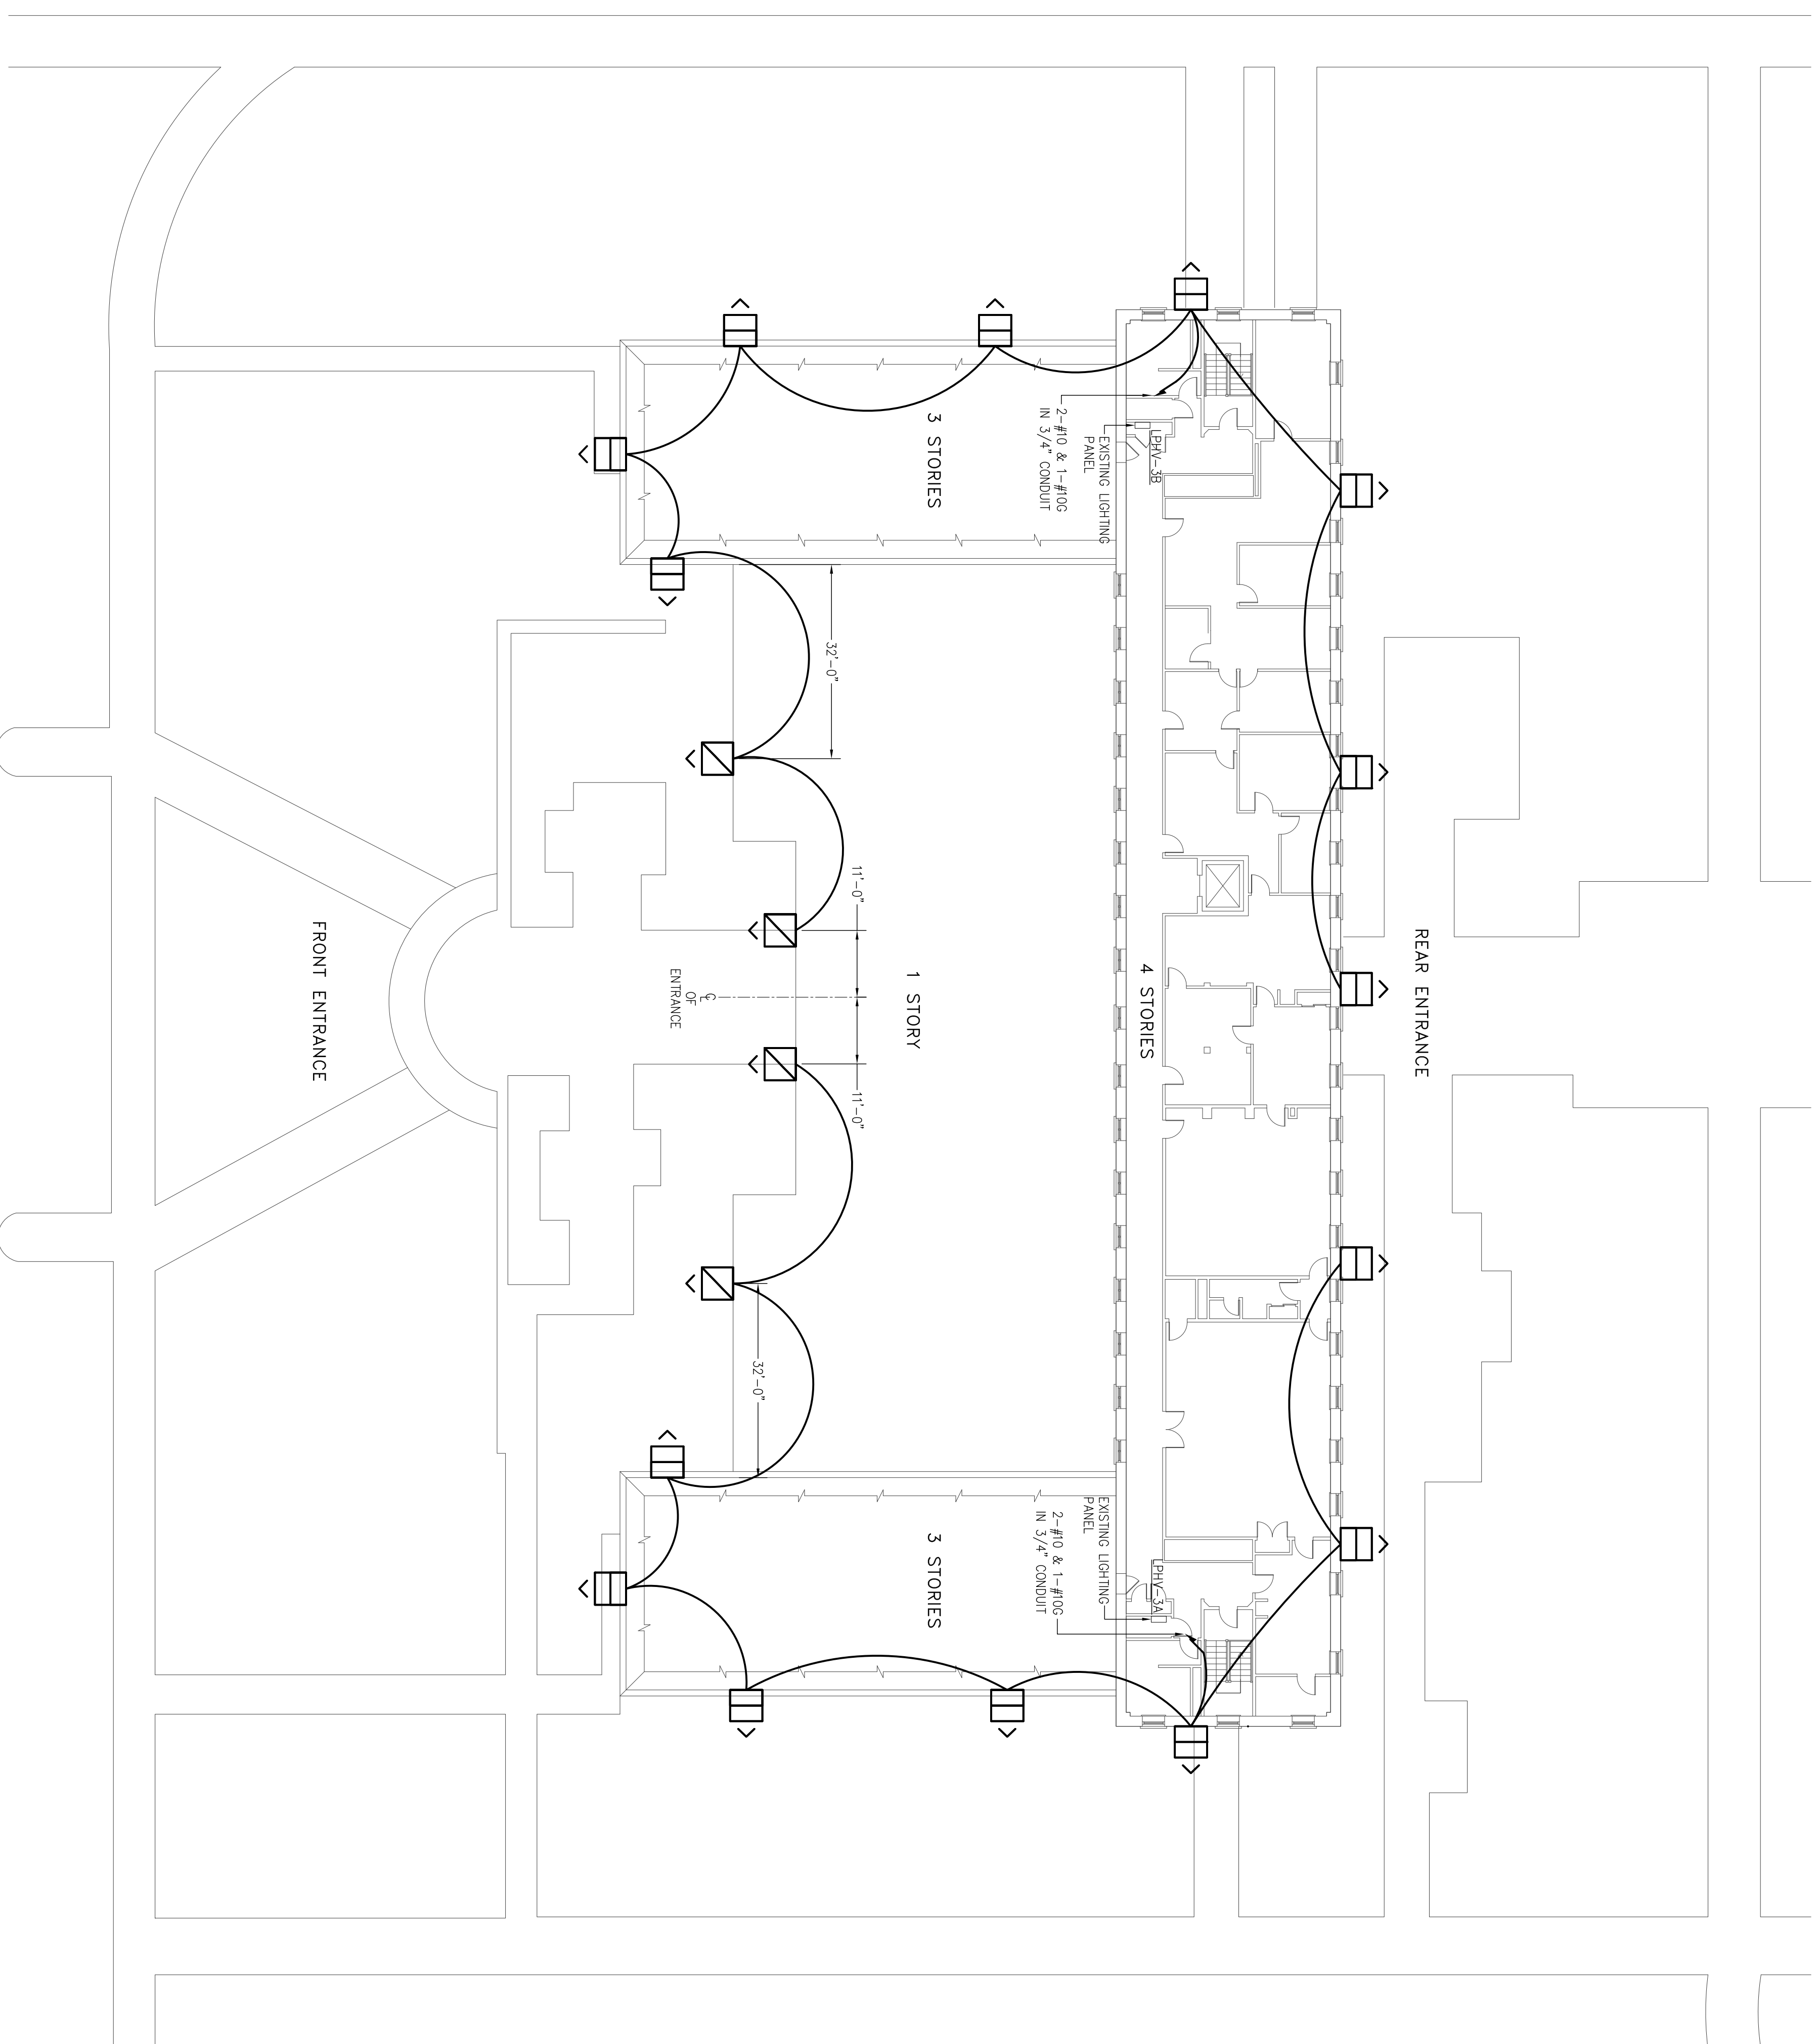 REAR ENTRANCE
LPHV-3B
EXISTING LIGHTING
PANEL
2-#10 & 1-#10G
IN 3/4" CONDUIT
4 STORIES
PHV-3A
EXISTING LIGHTING
PANEL
2-#10 & 1-#10G
IN 3/4" CONDUIT
3 STORIES
1 STORY
3 STORIES
32'-0"
11'-0"
11'-0"
32'-0"
CL
OF
ENTRANCE
FRONT ENTRANCE